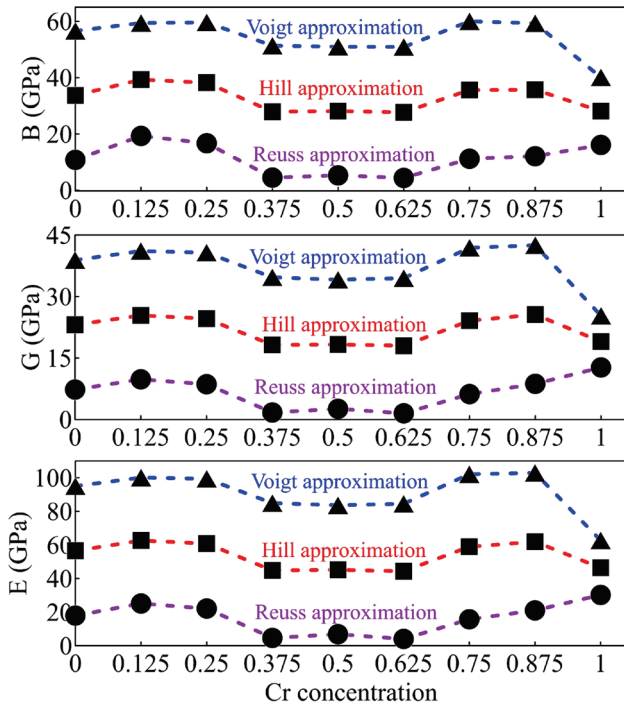 60
40
20
0
B (GPa)
Voigt approximation
Hill approximation
Reuss approximation
0 0.125 0.25 0.375 0.5 0.625 0.75 0.875 1
45
30
15
0
G (GPa)
Voigt approximation
Hill approximation
Reuss approximation
0 0.125 0.25 0.375 0.5 0.625 0.75 0.875 1
100
80
60
40
20
0
E (GPa)
Voigt approximation
Hill approximation
Reuss approximation
0 0.125 0.25 0.375 0.5 0.625 0.75 0.875 1
Cr concentration